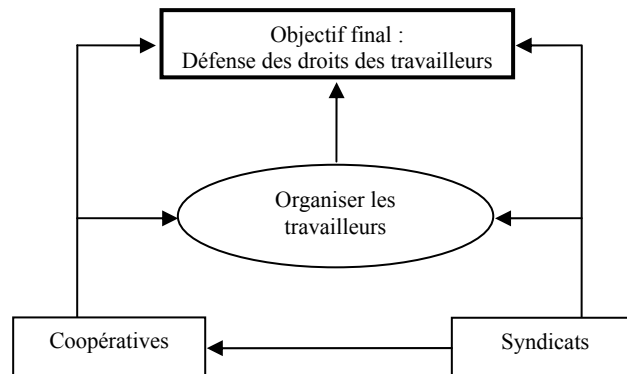 Objectif final :
Défense des droits des travailleurs
Organiser les
travailleurs
Coopératives
Syndicats